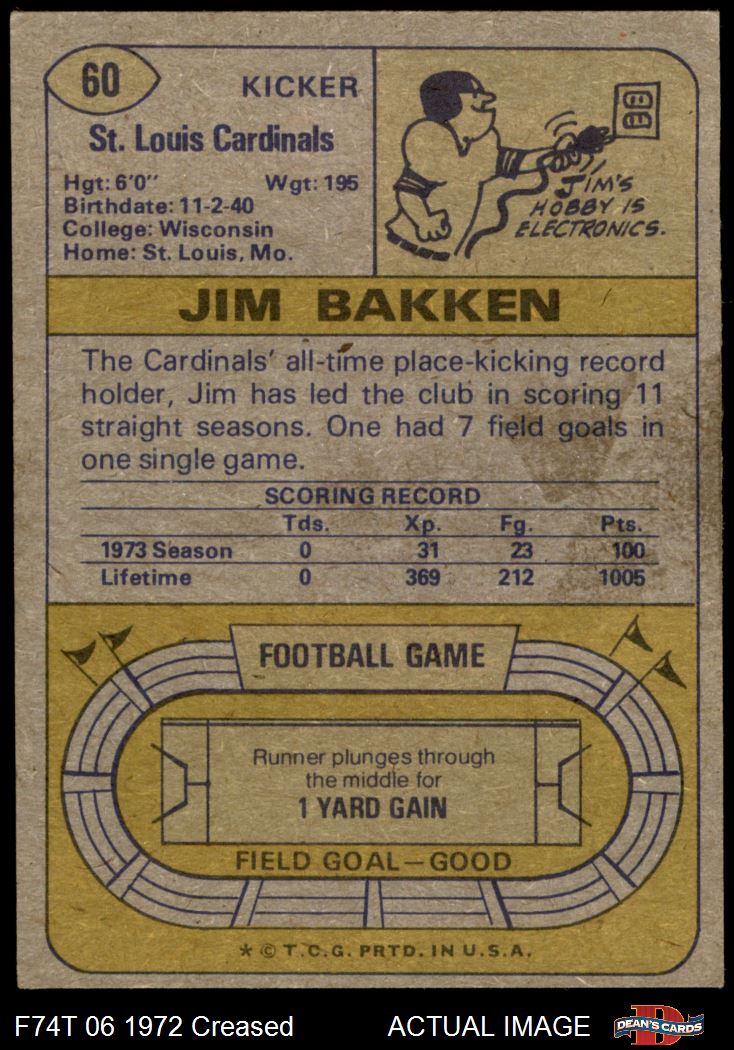 60
KICKER
St. Louis Cardinals
Hgt: 6'0" Wgt: 195
Birthdate: 11-2-40
College: Wisconsin
Home: St. Louis, Mo.
JIM'S
HOBBY IS
ELECTRONICS.
JIM BAKKEN
The Cardinals' all-time place-kicking record
holder, Jim has led the club in scoring 11
straight seasons. One had 7 field goals in
one single game.
SCORING RECORD
Tds. Xp. Fg. Pts.
1973 Season 0 31 23 100
Lifetime 0 369 212 1005
FOOTBALL GAME
Runner plunges through
the middle for
1 YARD GAIN
FIELD GOAL—GOOD
* © T.C.G. PRTD. IN U.S.A.
F74T 06 1972 Creased ACTUAL IMAGE
D
DEAN'S CARDS